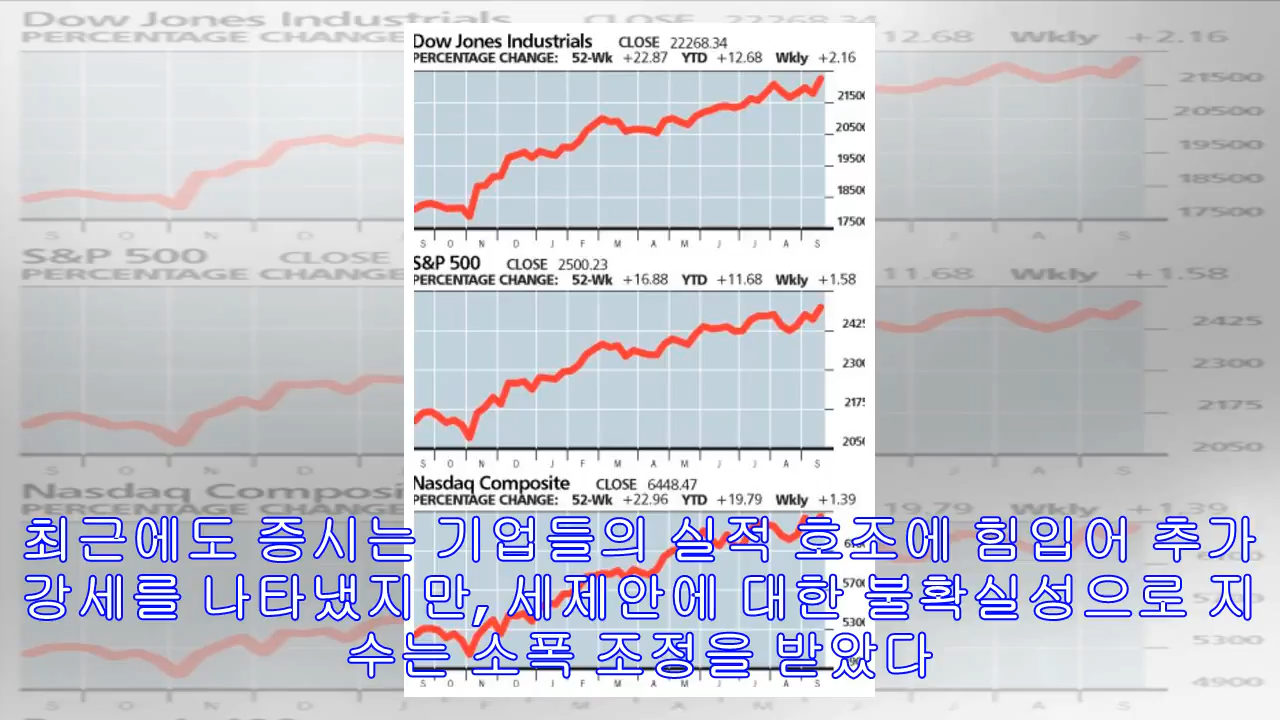 Dow Jones Industrials CLOSE 22268.34
PERCENTAGE CHANGE: 52-Wk +22.87 YTD +12.68 Wkly +2.16
21500
20500
19500
18500
17500
S O N D J F M A M J J A S
S&P 500 CLOSE 2500.23
PERCENTAGE CHANGE: 52-Wk +16.88 YTD +11.68 Wkly +1.58
2425
2300
2175
2050
S O N D J F M A M J J A S
Nasdaq Composite CLOSE 6448.47
PERCENTAGE CHANGE: 52-Wk +22.96 YTD +19.79 Wkly +1.39
5700
5300
S O N D J F M A M J J A S
최근에도 증시는 기업들의 실적 호조에 힘입어 추가
강세를 나타냈지만, 세제안에 대한 불확실성으로 지
수는 소폭 조정을 받았다